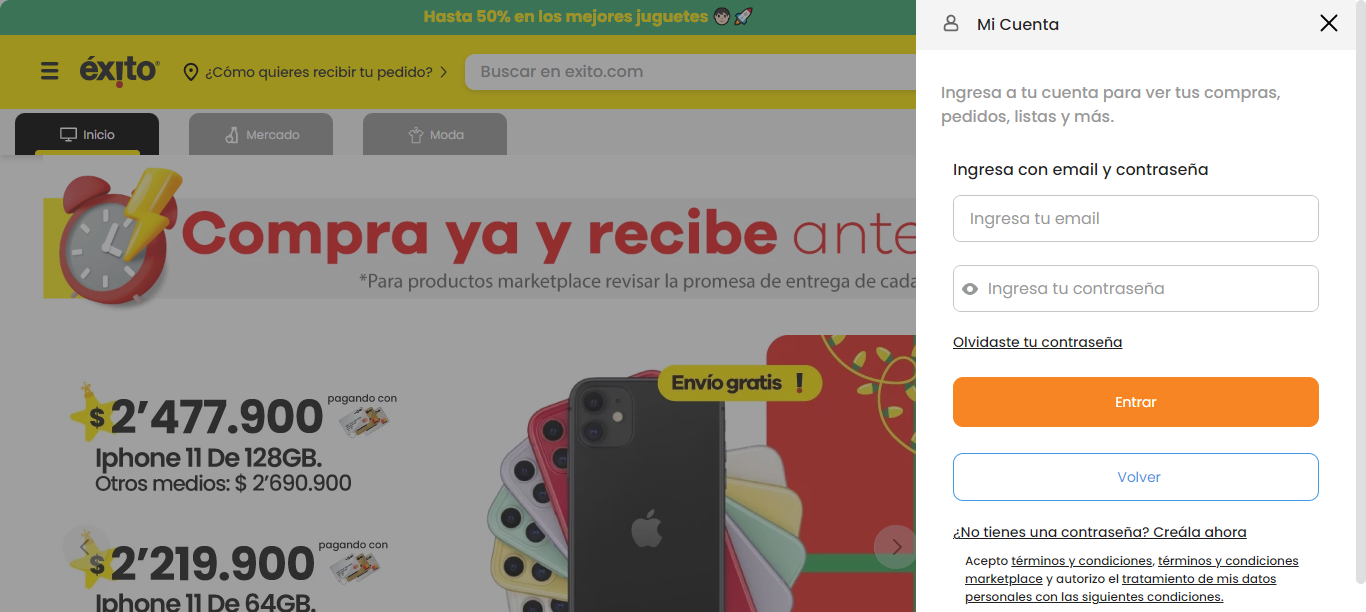 Hasta 50% en los mejores juguetes
éxito
¿Cómo quieres recibir tu pedido?
Buscar en exito.com
Inicio
Mercado
Moda
Compra ya y recibe ante
*Para productos marketplace revisar la promesa de entrega de cada
$2'477.900
pagando con
Iphone 11 De 128GB.
Otros medios: $ 2'690.900
$2'219.900
pagando con
Iphone 11 De 64GB.
Envío gratis !
Mi Cuenta
Ingresa a tu cuenta para ver tus compras,
pedidos, listas y más.
Ingresa con email y contraseña
Ingresa tu email
Ingresa tu contraseña
Olvidaste tu contraseña
Entrar
Volver
¿No tienes una contraseña? Creála ahora
Acepto términos y condiciones, términos y condiciones
marketplace y autorizo el tratamiento de mis datos
personales con las siguientes condiciones.